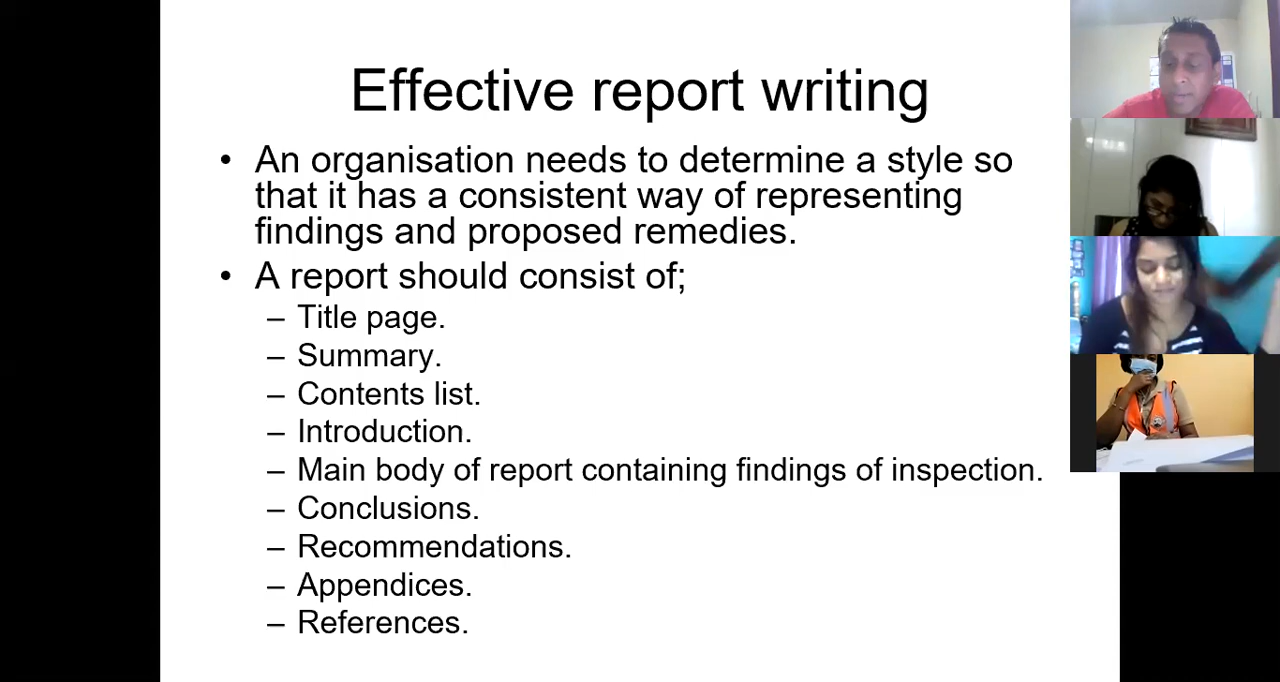 Effective report writing
• An organisation needs to determine a style so
that it has a consistent way of representing
findings and proposed remedies.
• A report should consist of;
– Title page.
– Summary.
– Contents list.
– Introduction.
– Main body of report containing findings of inspection.
– Conclusions.
– Recommendations.
– Appendices.
– References.